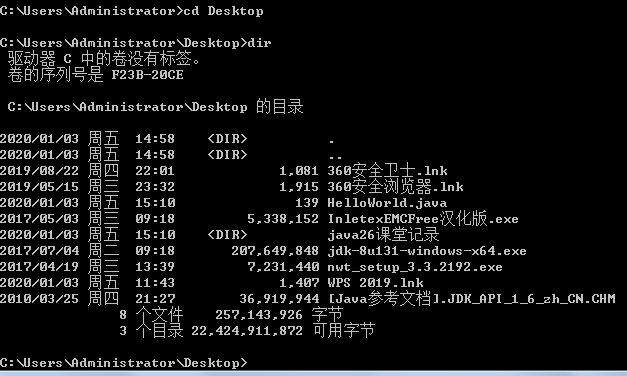 C:\Users\Administrator>cd Desktop
C:\Users\Administrator\Desktop>dir
驱动器 C 中的卷没有标签。
卷的序列号是 F23B-20CE
C:\Users\Administrator\Desktop 的目录
2020/01/03 周五 14:58 <DIR> .
2020/01/03 周五 14:58 <DIR> ..
2019/08/22 周四 22:01 1,081 360安全卫士.lnk
2019/05/15 周三 23:32 1,915 360安全浏览器.lnk
2020/01/03 周五 15:10 139 HelloWorld.java
2017/05/03 周三 09:18 5,338,152 InletexEMCFree汉化版.exe
2020/01/03 周五 15:10 <DIR> java26课堂记录
2017/07/04 周二 09:18 207,649,848 jdk-8u131-windows-x64.exe
2017/04/19 周三 13:39 7,231,440 nwt_setup_3.3.2192.exe
2020/01/03 周五 11:43 1,407 WPS 2019.lnk
2010/03/25 周四 21:27 36,919,944 [Java参考文档].JDK_API_1_6_zh_CN.CHM
8 个文件 257,143,926 字节
3 个目录 22,424,911,872 可用字节
C:\Users\Administrator\Desktop>